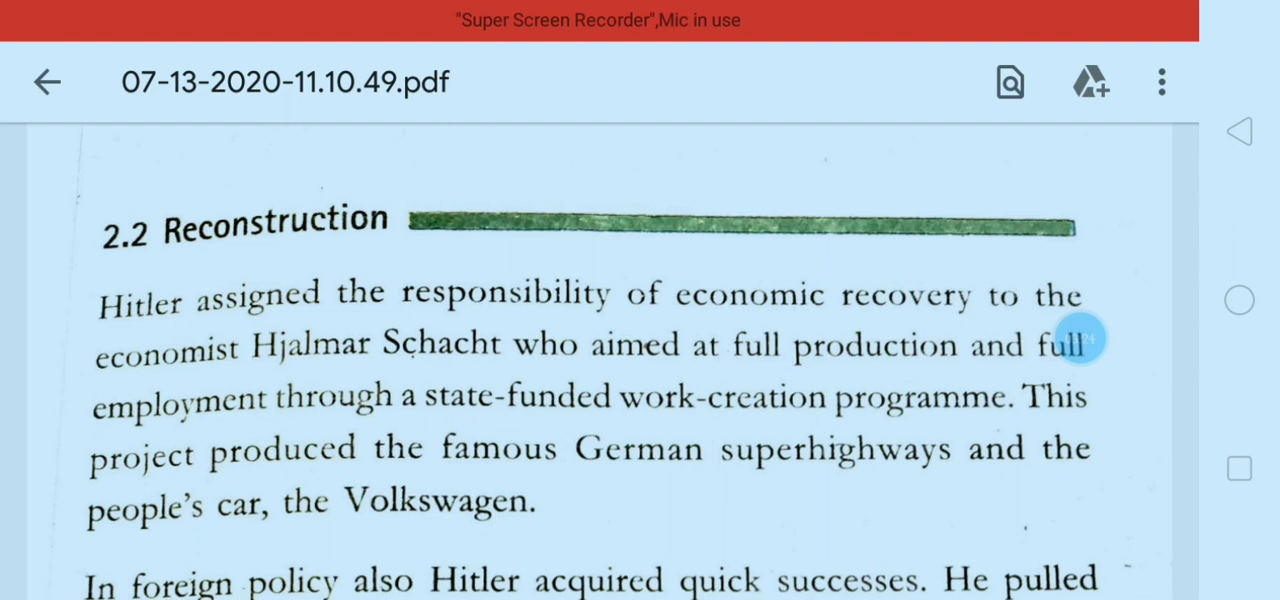 "Super Screen Recorder",Mic in use
07-13-2020-11.10.49.pdf
2.2 Reconstruction
Hitler assigned the responsibility of economic recovery to the
economist Hjalmar Schacht who aimed at full production and full
employment through a state-funded work-creation programme. This
project produced the famous German superhighways and the
people's car, the Volkswagen.
In foreign policy also Hitler acquired quick successes. He pulled